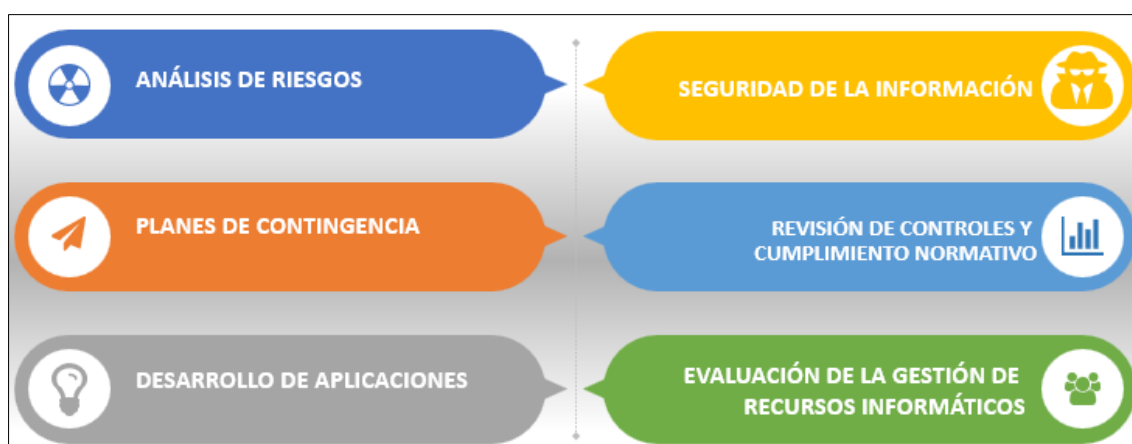 ANÁLISIS DE RIESGOS
SEGURIDAD DE LA INFORMACIÓN
PLANES DE CONTINGENCIA
REVISIÓN DE CONTROLES Y
CUMPLIMIENTO NORMATIVO
DESARROLLO DE APLICACIONES
EVALUACIÓN DE LA GESTIÓN DE
RECURSOS INFORMÁTICOS